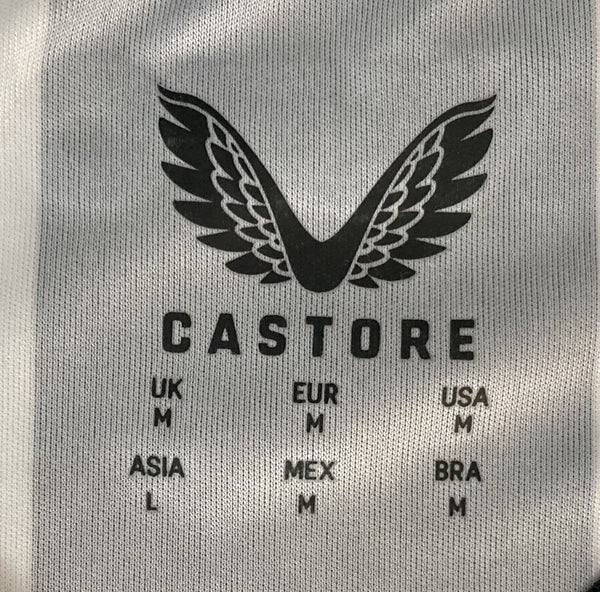 CASTORE
UK EUR USA
M M M
ASIA MEX BRA
L M M